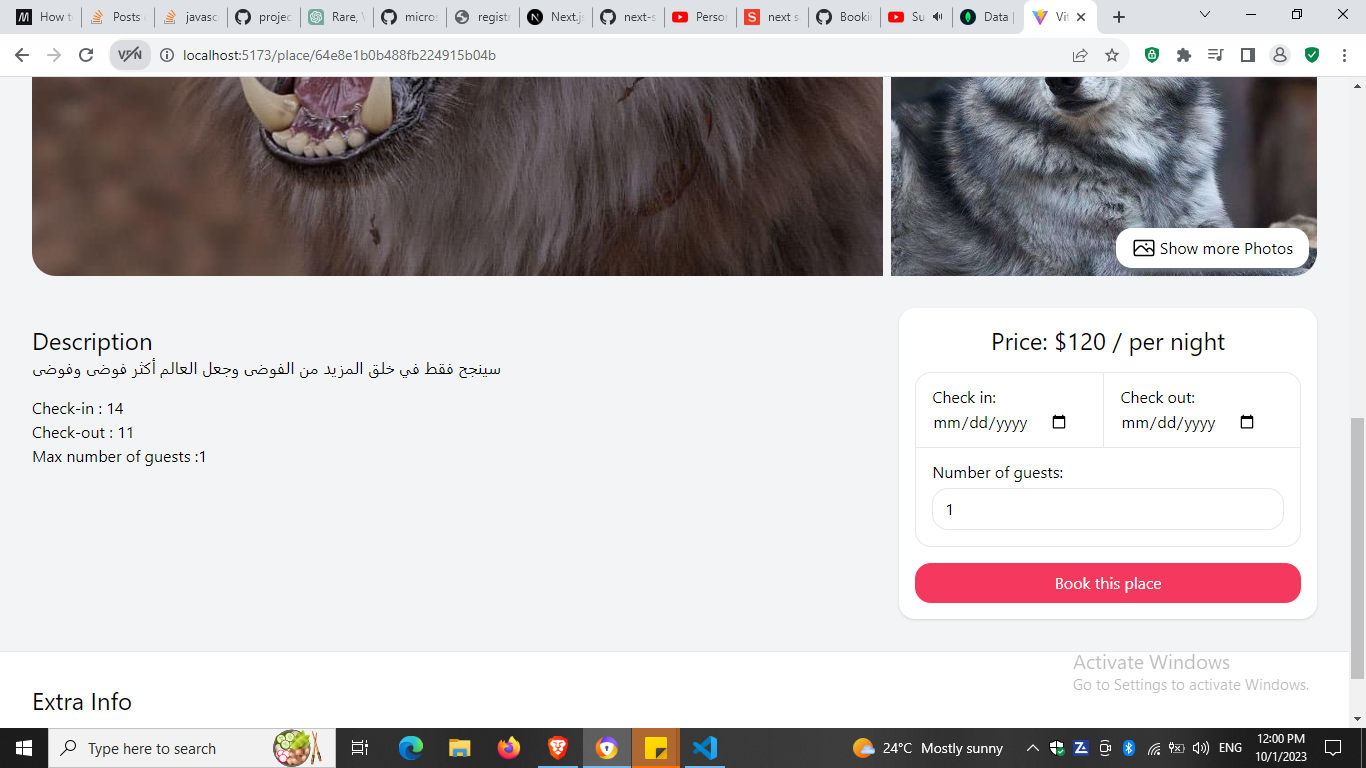 How t
Posts
javasc
projec
Rare, V
micros
registr
Next.js
next-s
Person
next s
Bookin
Su
Data |
Vit
VPN
localhost:5173/place/64e8e1b0b488fb224915b04b
Show more Photos
Description
سينجح فقط في خلق المزيد من الفوضى وجعل العالم أكثر فوضى وفوضى
Check-in : 14
Check-out : 11
Max number of guests :1
Price: $120 / per night
Check in:
Check out:
mm/dd/yyyy
mm/dd/yyyy
Number of guests:
1
Book this place
Extra Info
Activate Windows
Go to Settings to activate Windows.
Type here to search
24°C Mostly sunny
ENG
12:00 PM
10/1/2023